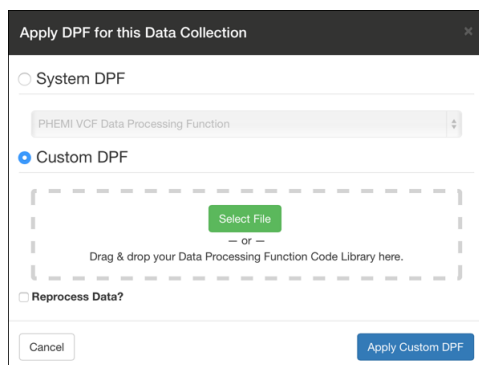 Apply DPF for this Data Collection ×
System DPF
PHEMI VCF Data Processing Function
Custom DPF
Select File
— or —
Drag & drop your Data Processing Function Code Library here.
Reprocess Data?
Cancel Apply Custom DPF